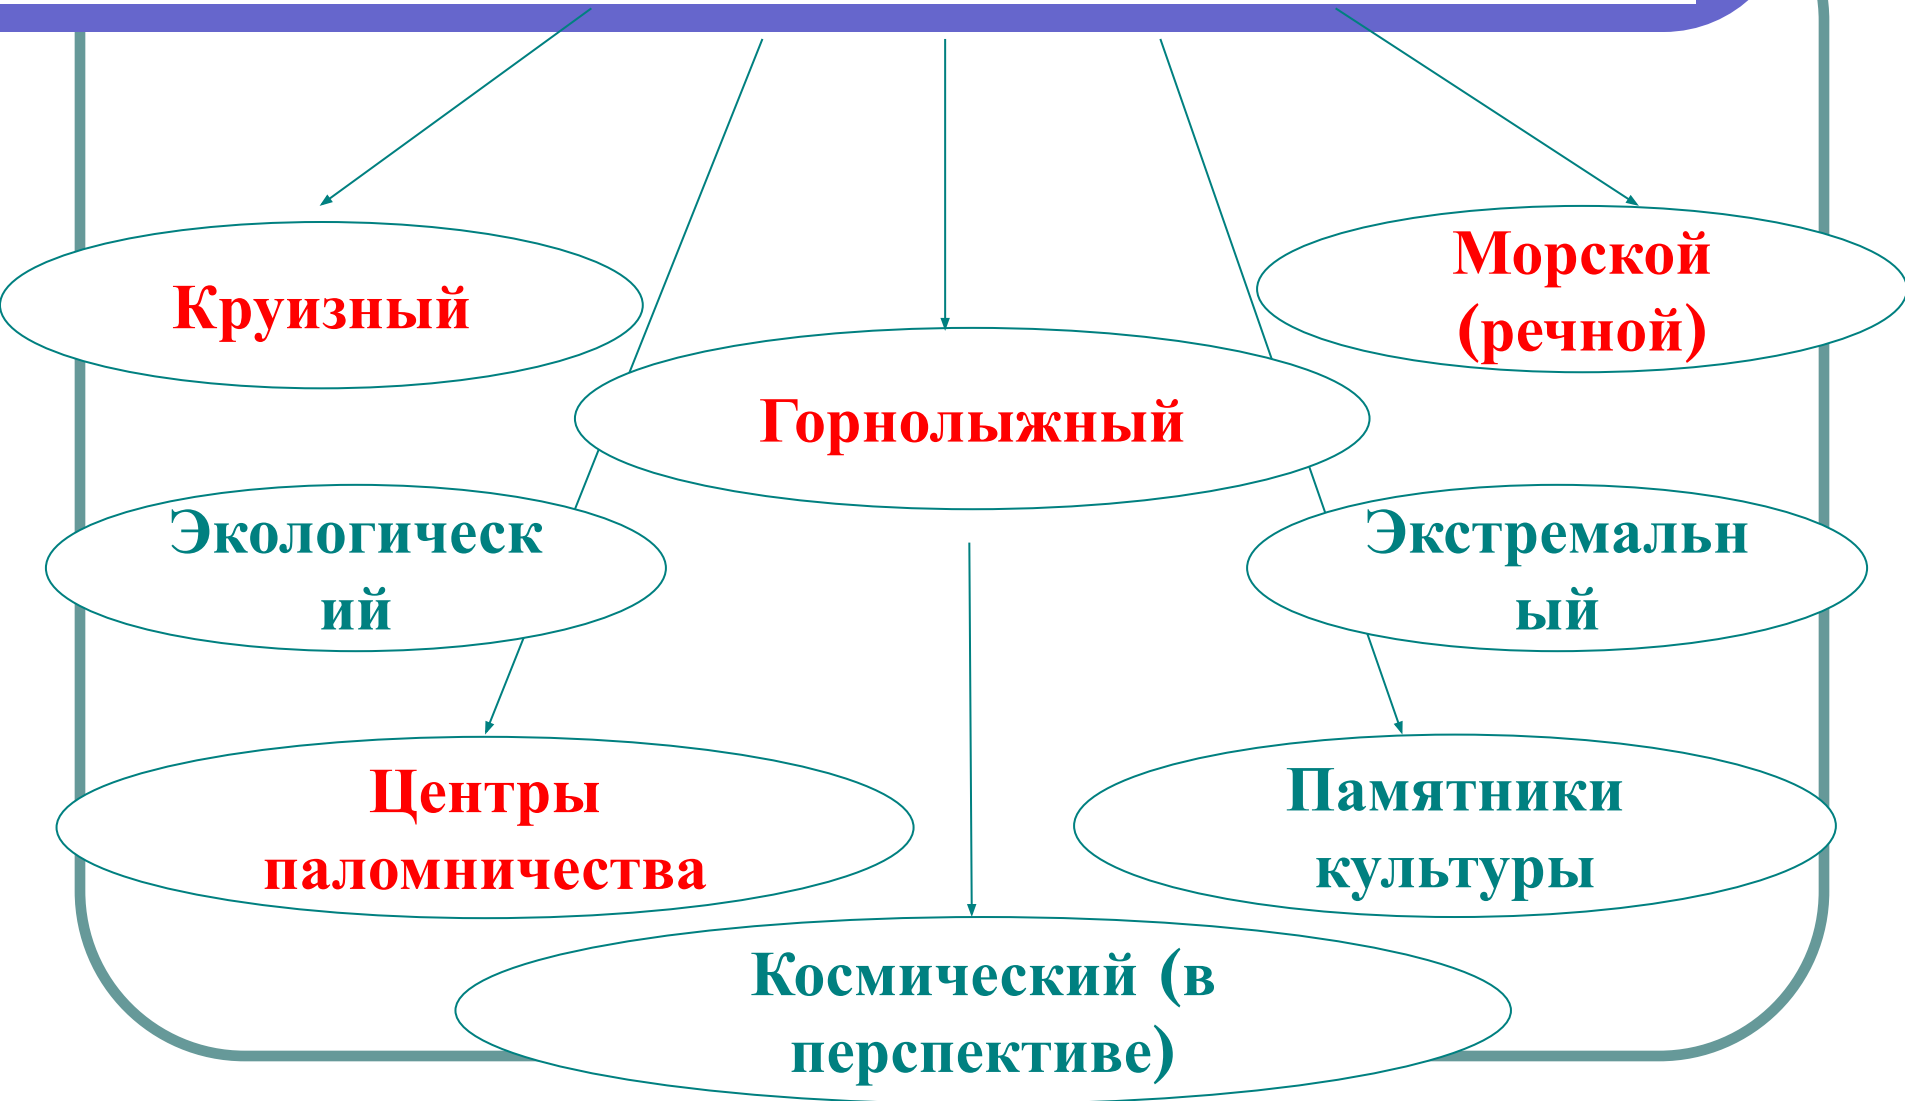 Круизный
Морской
(речной)
Горнолыжный
Экологическ
ий
Экстремальн
ый
Центры
паломничества
Памятники
культуры
Космический (в
перспективе)